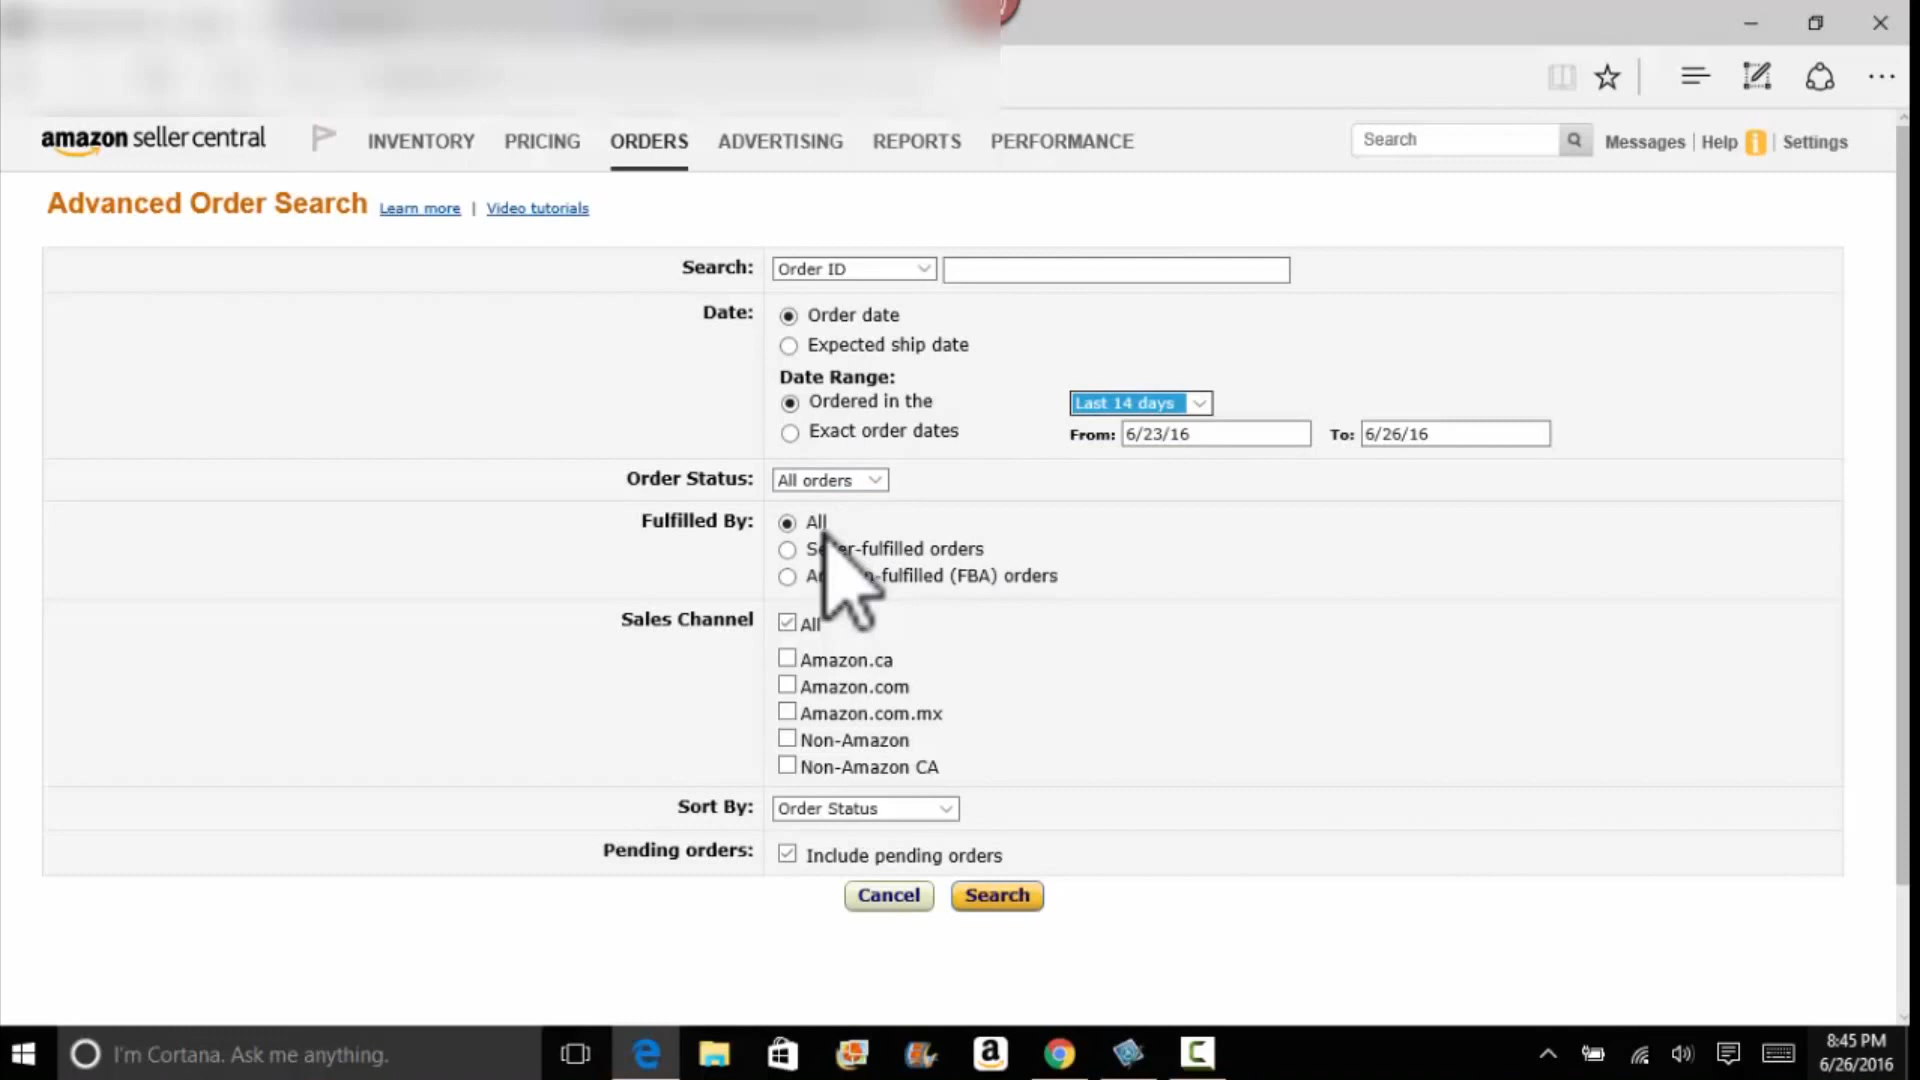 amazon seller central INVENTORY PRICING ORDERS ADVERTISING REPORTS PERFORMANCE Search Messages | Help | Settings
Advanced Order Search Learn more | Video tutorials
Search: Order ID
Date: Order date
Expected ship date
Date Range:
Ordered in the Last 14 days
Exact order dates From: 6/23/16 To: 6/26/16
Order Status: All orders
Fulfilled By: All
-fulfilled orders
-fulfilled (FBA) orders
Sales Channel All
Amazon.ca
Amazon.com
Amazon.com.mx
Non-Amazon
Non-Amazon CA
Sort By: Order Status
Pending orders: Include pending orders
Cancel Search
I'm Cortana. Ask me anything. 8:45 PM
6/26/2016